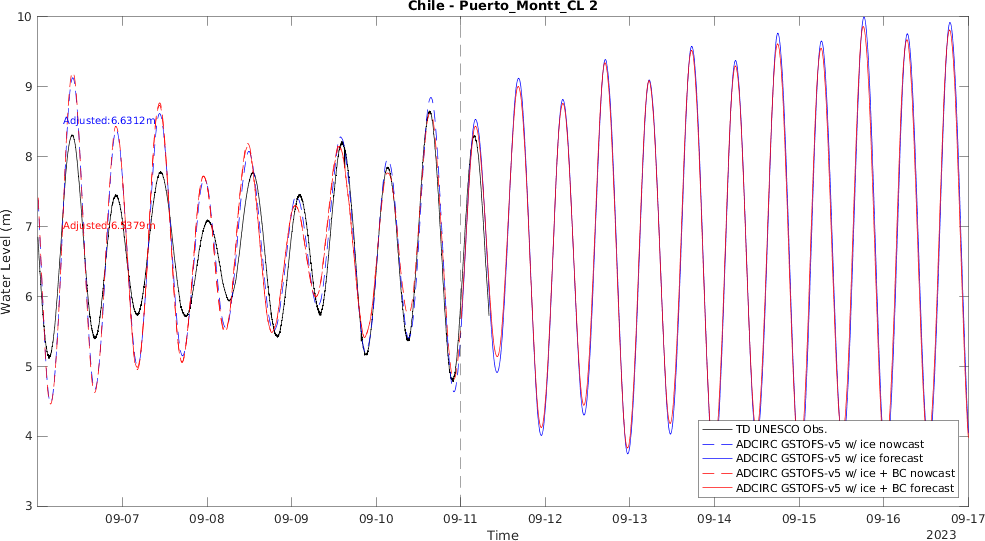 Chile - Puerto_Montt_CL 2
Water Level (m)
10
9
8
7
6
5
4
3
Adjusted:6.6312m
Adjusted:6.5379m
TD UNESCO Obs.
ADCIRC GSTOFS-v5 w/ ice nowcast
ADCIRC GSTOFS-v5 w/ ice forecast
ADCIRC GSTOFS-v5 w/ ice + BC nowcast
ADCIRC GSTOFS-v5 w/ ice + BC forecast
09-07 09-08 09-09 09-10 09-11 09-12 09-13 09-14 09-15 09-16 09-17
Time
2023